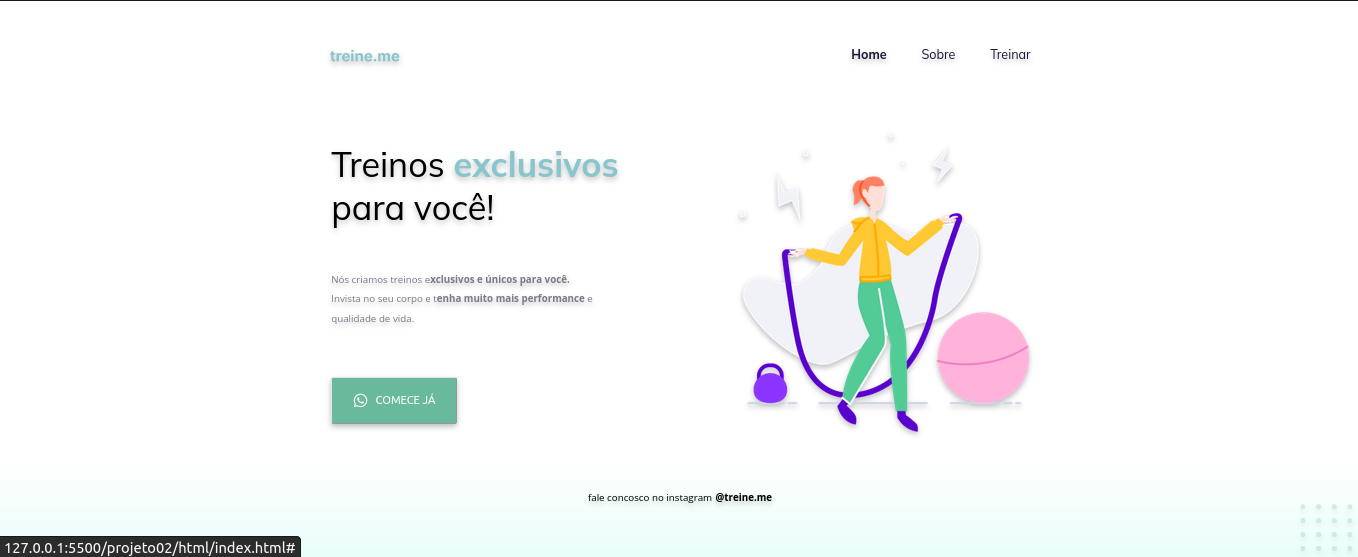 treine.me
Home Sobre Treinar
Treinos exclusivos
para você!
Nós criamos treinos exclusivos e únicos para você.
Invista no seu corpo e tenha muito mais performance e
qualidade de vida.
COMECE JÁ
fale concosco no instagram @treine.me
127.0.0.1:5500/projeto02/html/index.html#